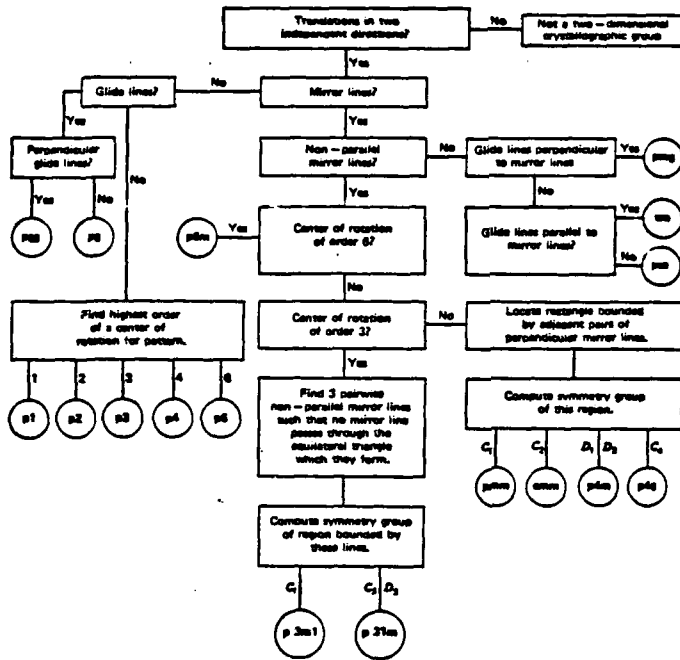 Translations in two
independent directions?
No
Not a two-dimensional
crystallographic group
Yes
Glide lines?
No
Mirror lines?
Yes
Yes
Perpendicular
glide lines?
No
Non-parallel
mirror lines?
No
Glide lines perpendicular
to mirror lines
Yes
pmg
Yes
No
Yes
No
pgg
pg
p6m
Yes
Center of rotation
of order 6?
Glide lines parallel to
mirror lines?
Yes
No
No
Find highest order
of a center of
rotation for pattern.
Center of rotation
of order 3?
No
Locate rectangle bounded
by adjacent pairs of
perpendicular mirror lines.
Yes
1 2 3 4 6
p1 p2 p3 p4 p6
Find 3 pairwise
non-parallel mirror lines
such that no mirror line
passes through the
equilateral triangle
which they form.
Compute symmetry group
of this region.
C₁ C₂ D₁ D₂ C₄
pmm cmm p4m p4g
Compute symmetry group
of region bounded by
these lines.
C₁ C₃ D₃
p 3m1 p 31m